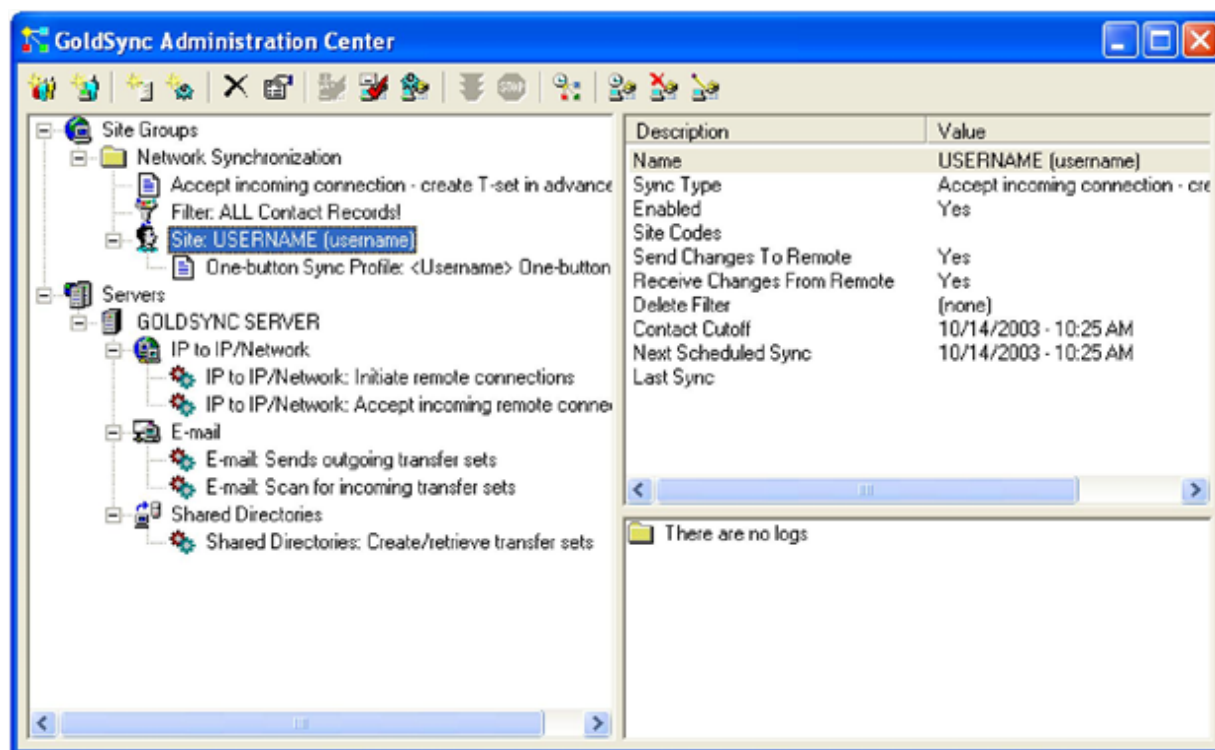 GoldSync Administration Center
Site Groups
Network Synchronization
Accept incoming connection - create T-set in advance
Filter: ALL Contact Records!
Site: USERNAME (username)
One-button Sync Profile: <Username> One-button
Servers
GOLDSYNC SERVER
IP to IP/Network
IP to IP/Network: Initiate remote connections
IP to IP/Network: Accept incoming remote conne
E-mail
E-mail: Sends outgoing transfer sets
E-mail: Scan for incoming transfer sets
Shared Directories
Shared Directories: Create/retrieve transfer sets
Description Value
Name USERNAME (username)
Sync Type Accept incoming connection - cre
Enabled Yes
Site Codes
Send Changes To Remote Yes
Receive Changes From Remote Yes
Delete Filter (none)
Contact Cutoff 10/14/2003 - 10:25 AM
Next Scheduled Sync 10/14/2003 - 10:25 AM
Last Sync
There are no logs